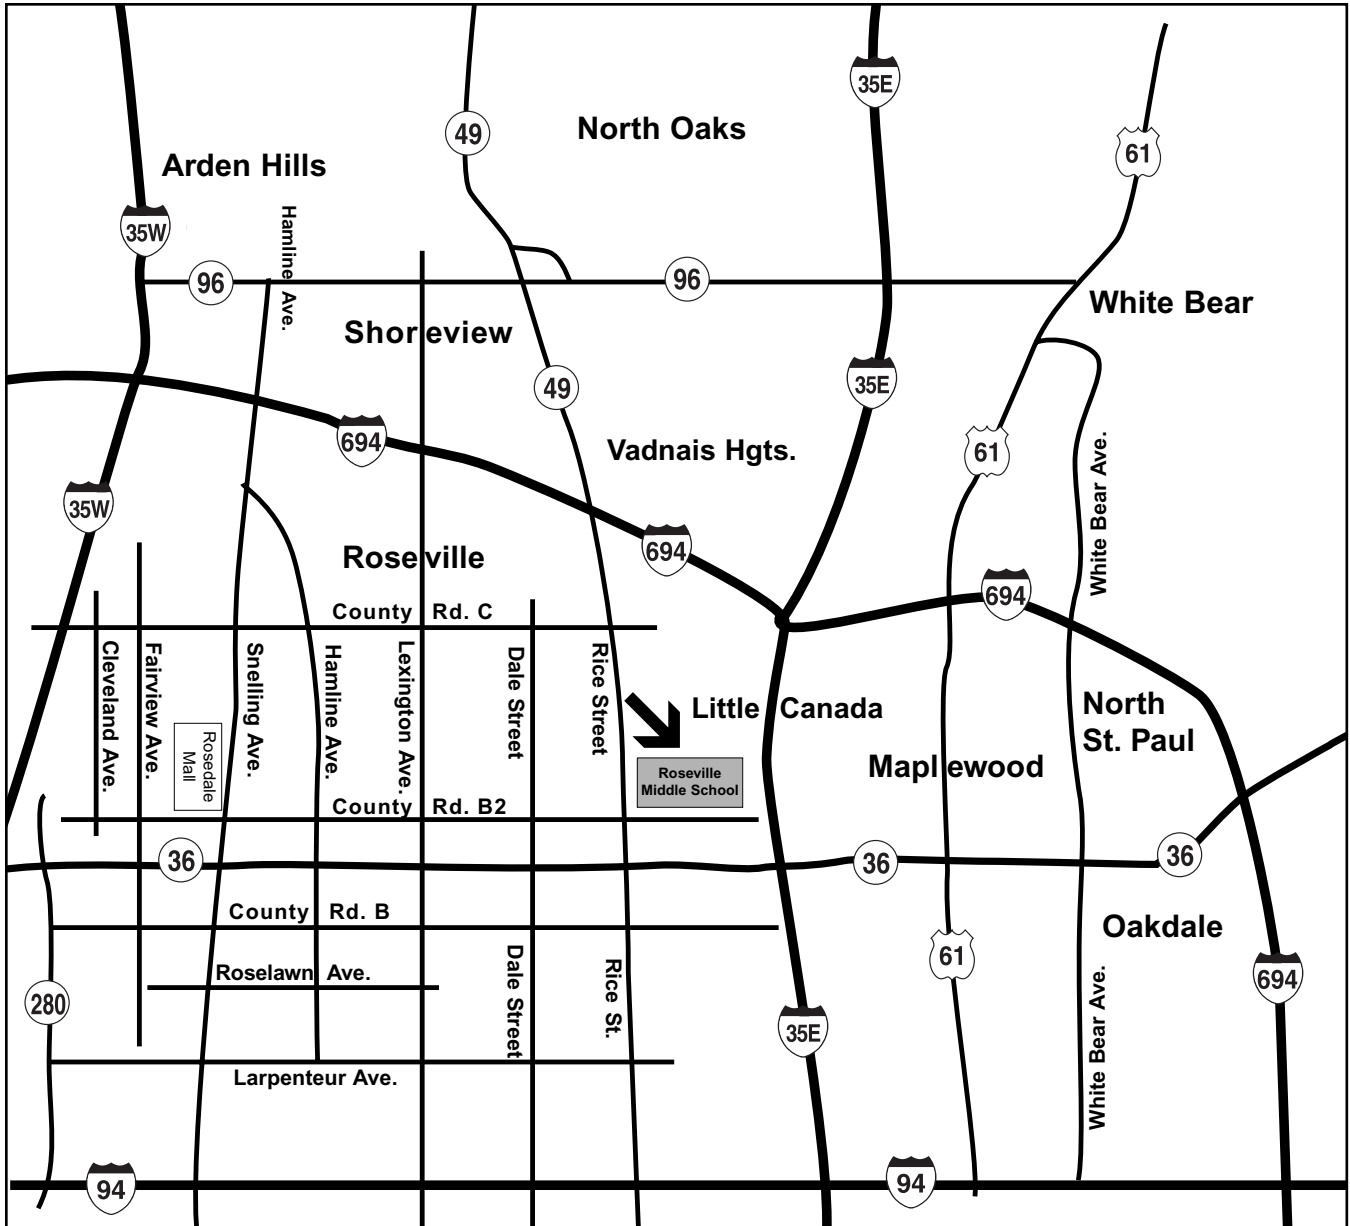 35E
49
North Oaks
61
Arden Hills
35W
Hamline Ave.
96
96
White Bear
Shoreview
49
35E
694
Vadnais Hgts.
61
35W
White Bear Ave.
Roseville
694
694
County Rd. C
Cleveland Ave.
Fairview Ave.
Snelling Ave.
Hamline Ave.
Lexington Ave.
Dale Street
Rice Street
Little Canada
North
St. Paul
Rosedale
Mall
Maplewood
Roseville
Middle School
County Rd. B2
36
36
36
County Rd. B
Oakdale
Roselawn Ave.
Dale Street
Rice St.
61
694
280
35E
White Bear Ave.
Larpenteur Ave.
94
94